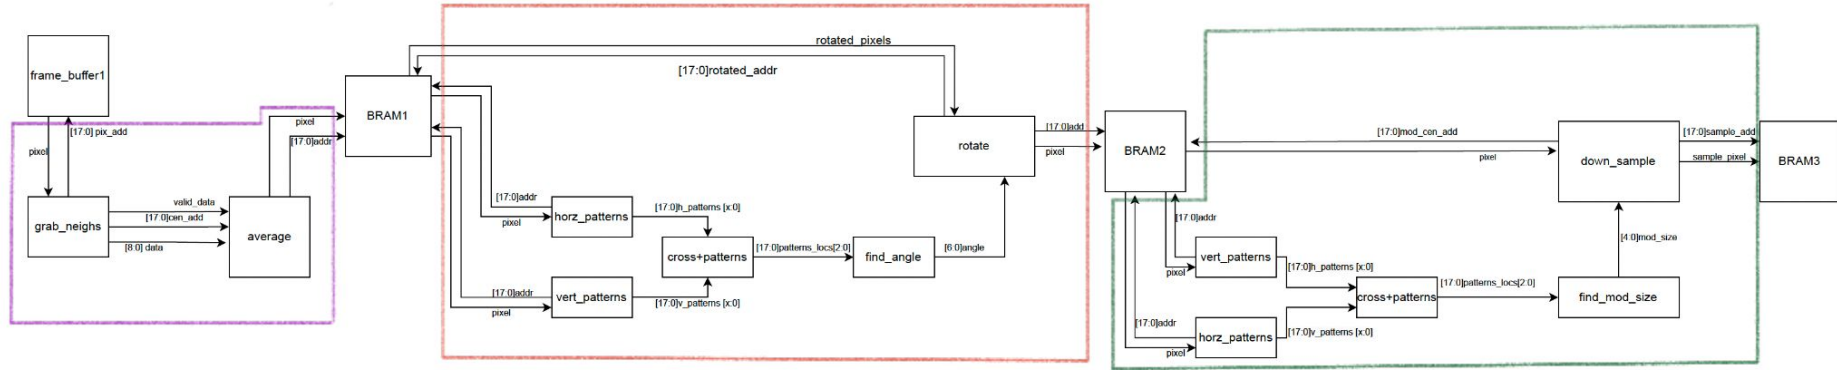 frame_buffer1
pixel
[17:0] pix_add
grab_neighs
valid_data
[17:0]cen_add
[8:0] data
average
pixel
[17:0]addr
BRAM1
rotated_pixels
[17:0]rotated_addr
[17:0]addr
pixel
horz_patterns
[17:0]h_patterns [x:0]
cross+patterns
[17:0]patterns_locs[2:0]
find_angle
[6:0]angle
rotate
[17:0]addr
pixel
vert_patterns
[17:0]v_patterns [x:0]
[17:0]add
pixel
BRAM2
[17:0]mod_cen_add
pixel
down_sample
[17:0]sample_add
sample_pixel
BRAM3
[17:0]addr
pixel
vert_patterns
[17:0]h_patterns [x:0]
cross+patterns
[17:0]patterns_locs[2:0]
[4:0]mod_size
find_mod_size
[17:0]addr
pixel
horz_patterns
[17:0]v_patterns [x:0]